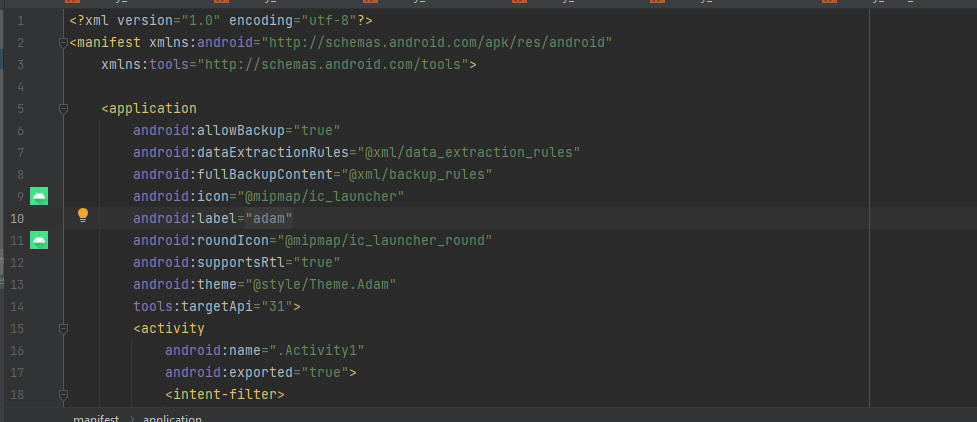 1 <?xml version="1.0" encoding="utf-8"?>
2 <manifest xmlns:android="http://schemas.android.com/apk/res/android"
3 xmlns:tools="http://schemas.android.com/tools">
4
5 <application
6 android:allowBackup="true"
7 android:dataExtractionRules="@xml/data_extraction_rules"
8 android:fullBackupContent="@xml/backup_rules"
9 android:icon="@mipmap/ic_launcher"
10 android:label="adam"
11 android:roundIcon="@mipmap/ic_launcher_round"
12 android:supportsRtl="true"
13 android:theme="@style/Theme.Adam"
14 tools:targetApi="31">
15 <activity
16 android:name=".Activity1"
17 android:exported="true">
18 <intent-filter>
manifest > application